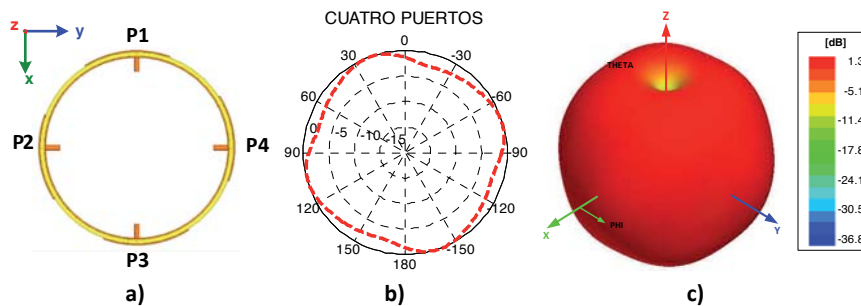 a)
z
y
x
P1
P2
P4
P3
b)
CUATRO PUERTOS
0
30
-30
60
-60
0
-5
-10
-15
90
-90
120
-120
150
-150
180
c)
Z
THETA
X
PHI
Y
[dB]
1.3
-5.1
-11.4
-17.8
-24.1
-30.5
-36.8